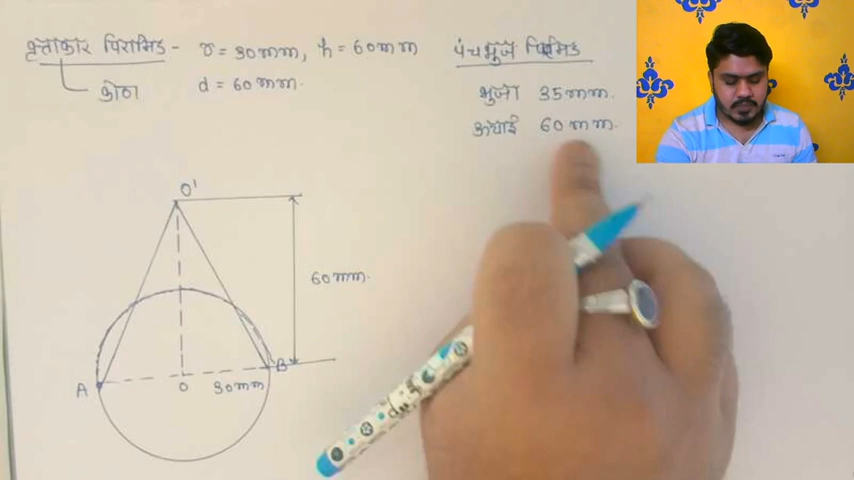 वृत्ताकार पिरामिड - r = 30mm, h = 60mm
कोण d = 60mm.
पंचभुज पिरामिड
भुजा 35mm.
ऊंचाई 60mm.
O'
60mm.
A O 30mm B